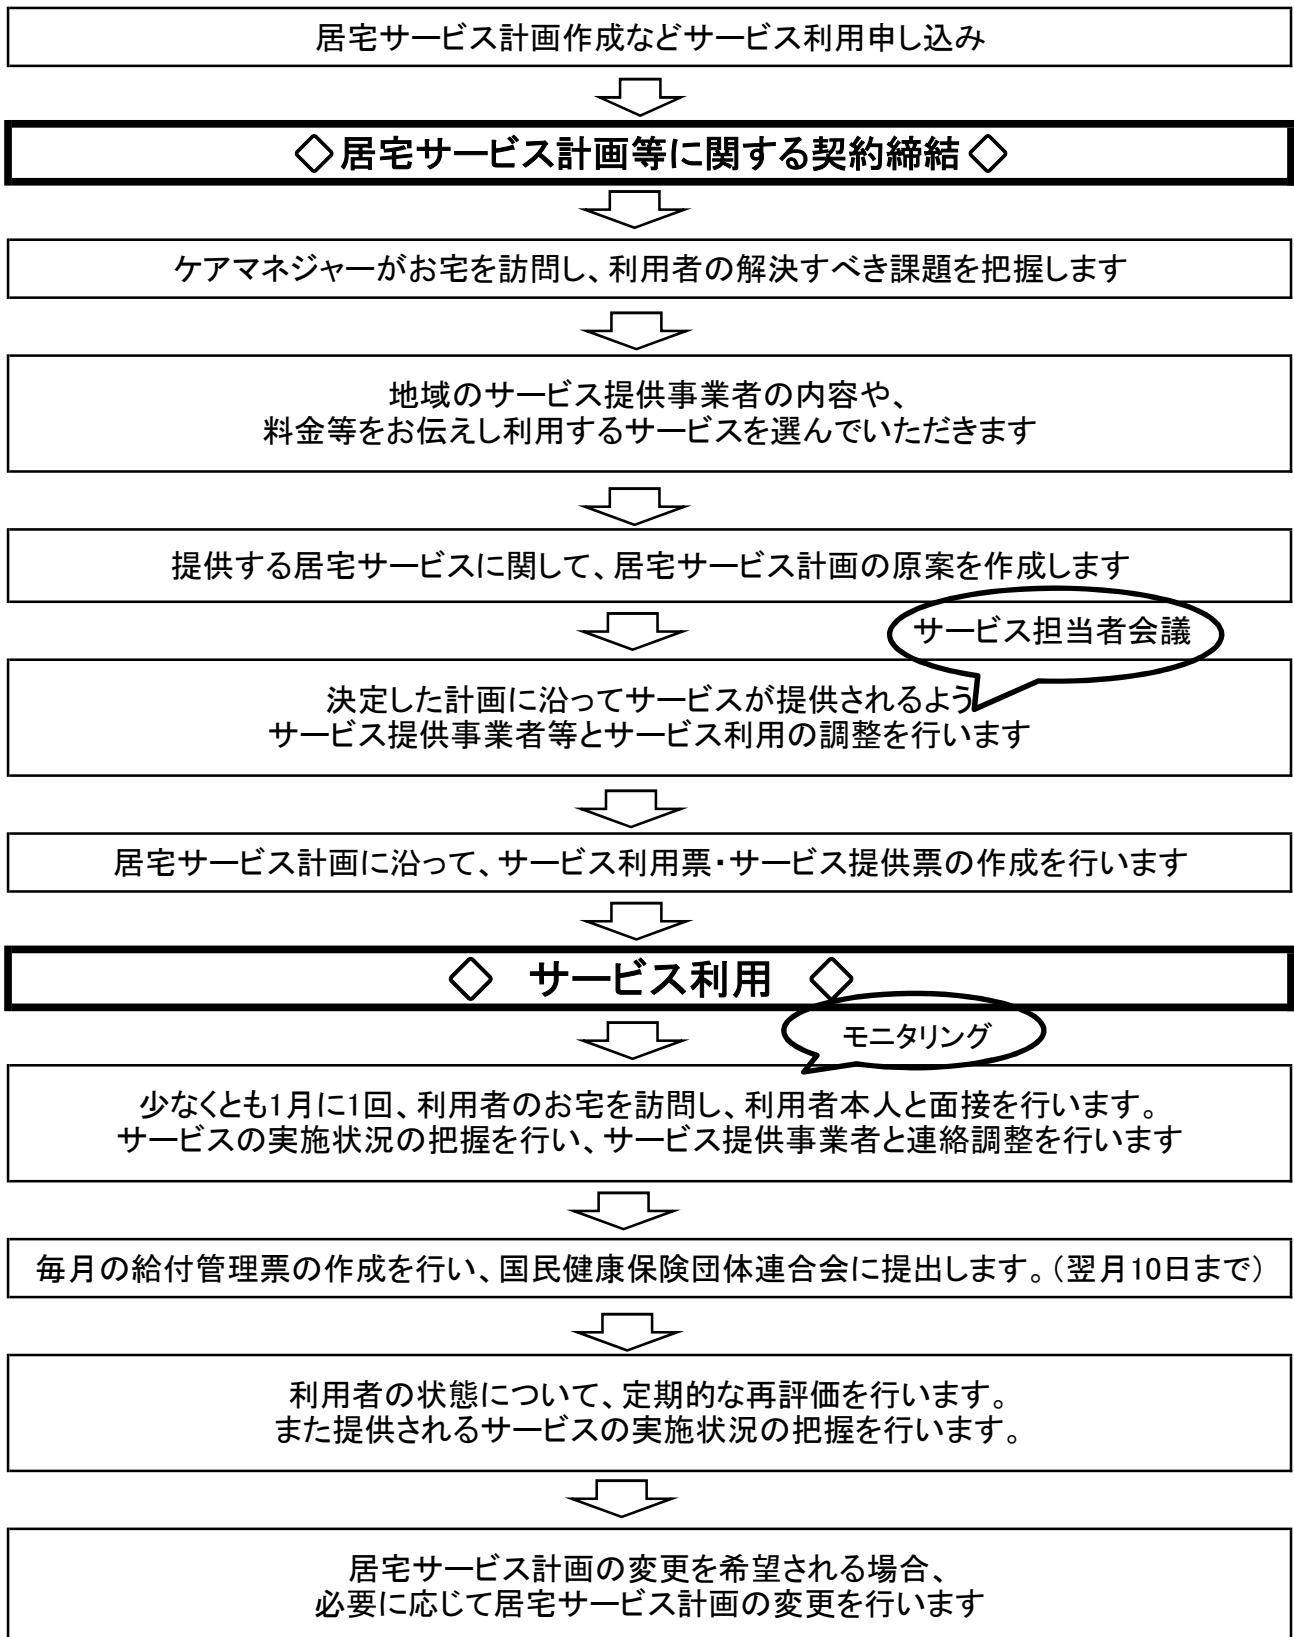 居宅サービス計画作成などサービス利用申し込み
◇居宅サービス計画等に関する契約締結◇
ケアマネジャーがお宅を訪問し、利用者の解決すべき課題を把握します
地域のサービス提供事業者の内容や、
料金等をお伝えし利用するサービスを選んでいただきます
提供する居宅サービスに関して、居宅サービス計画の原案を作成します
サービス担当者会議
決定した計画に沿ってサービスが提供されるよう
サービス提供事業者等とサービス利用の調整を行います
居宅サービス計画に沿って、サービス利用票・サービス提供票の作成を行います
◇　サービス利用　◇
モニタリング
少なくとも1月に1回、利用者のお宅を訪問し、利用者本人と面接を行います。
サービスの実施状況の把握を行い、サービス提供事業者と連絡調整を行います
毎月の給付管理票の作成を行い、国民健康保険団体連合会に提出します。（翌月10日まで）
利用者の状態について、定期的な再評価を行います。
また提供されるサービスの実施状況の把握を行います。
居宅サービス計画の変更を希望される場合、
必要に応じて居宅サービス計画の変更を行います